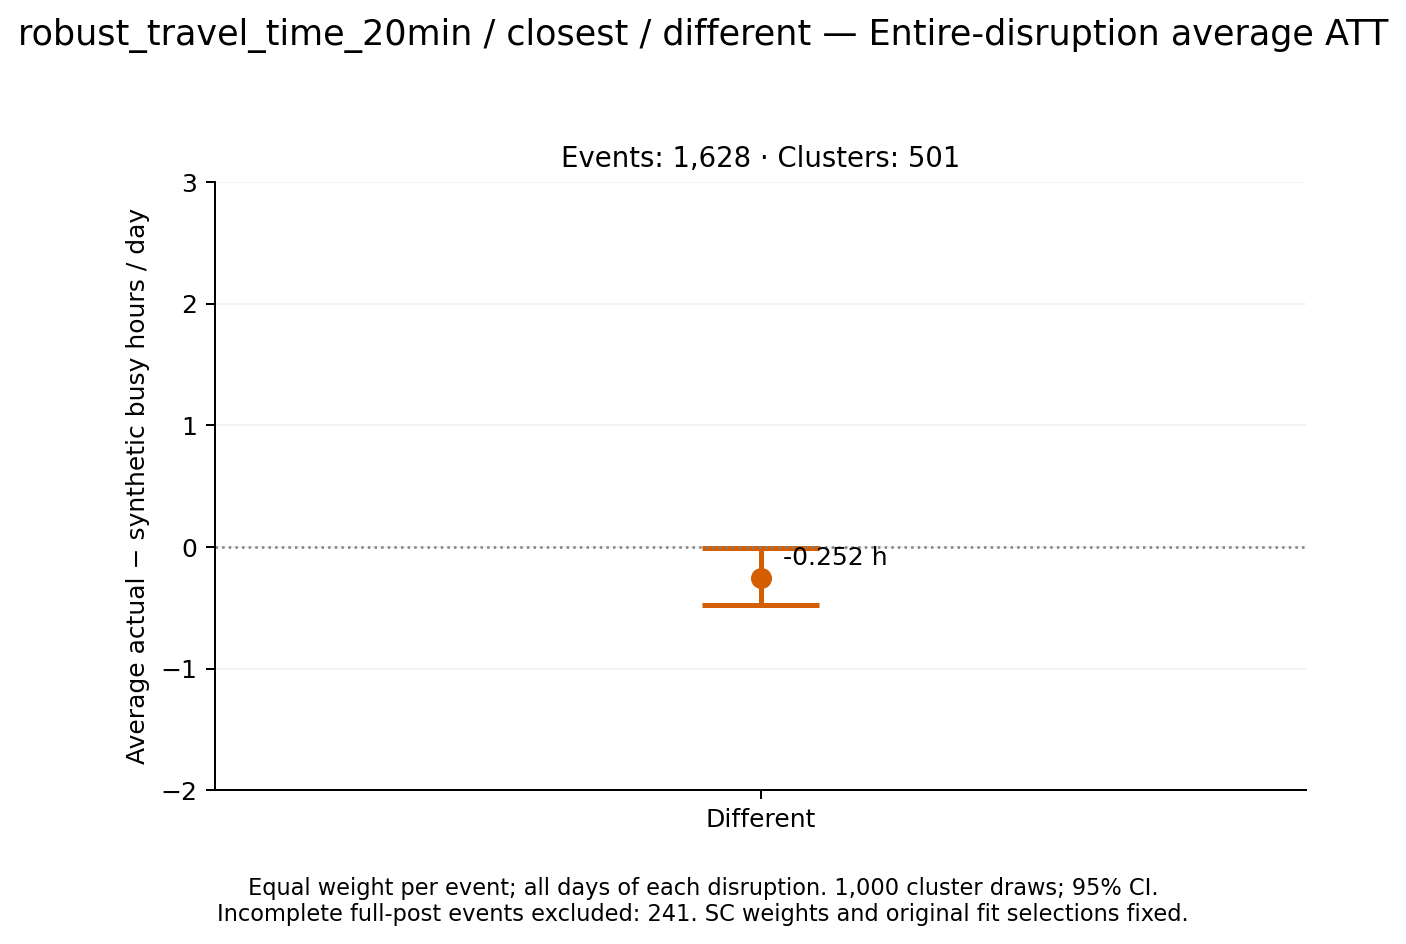 robust_travel_time_20min / closest / different — Entire-disruption average ATT
Events: 1,628 · Clusters: 501
Average actual − synthetic busy hours / day
3
2
1
0
−1
−2
-0.252 h
Different
Equal weight per event; all days of each disruption. 1,000 cluster draws; 95% CI.
Incomplete full-post events excluded: 241. SC weights and original fit selections fixed.